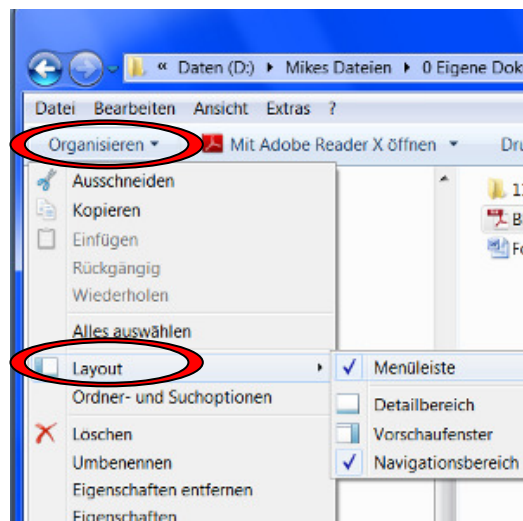 « Daten (D:) ▸ Mikes Dateien ▸ 0 Eigene Dok
Datei Bearbeiten Ansicht Extras ?
Organisieren ▾ Mit Adobe Reader X öffnen ▾ Dru
Ausschneiden
Kopieren
Einfügen
Rückgängig
Wiederholen
Alles auswählen
Layout
Ordner- und Suchoptionen
Löschen
Umbenennen
Eigenschaften entfernen
Eigenschaften
Menüleiste
Detailbereich
Vorschaufenster
Navigationsbereich